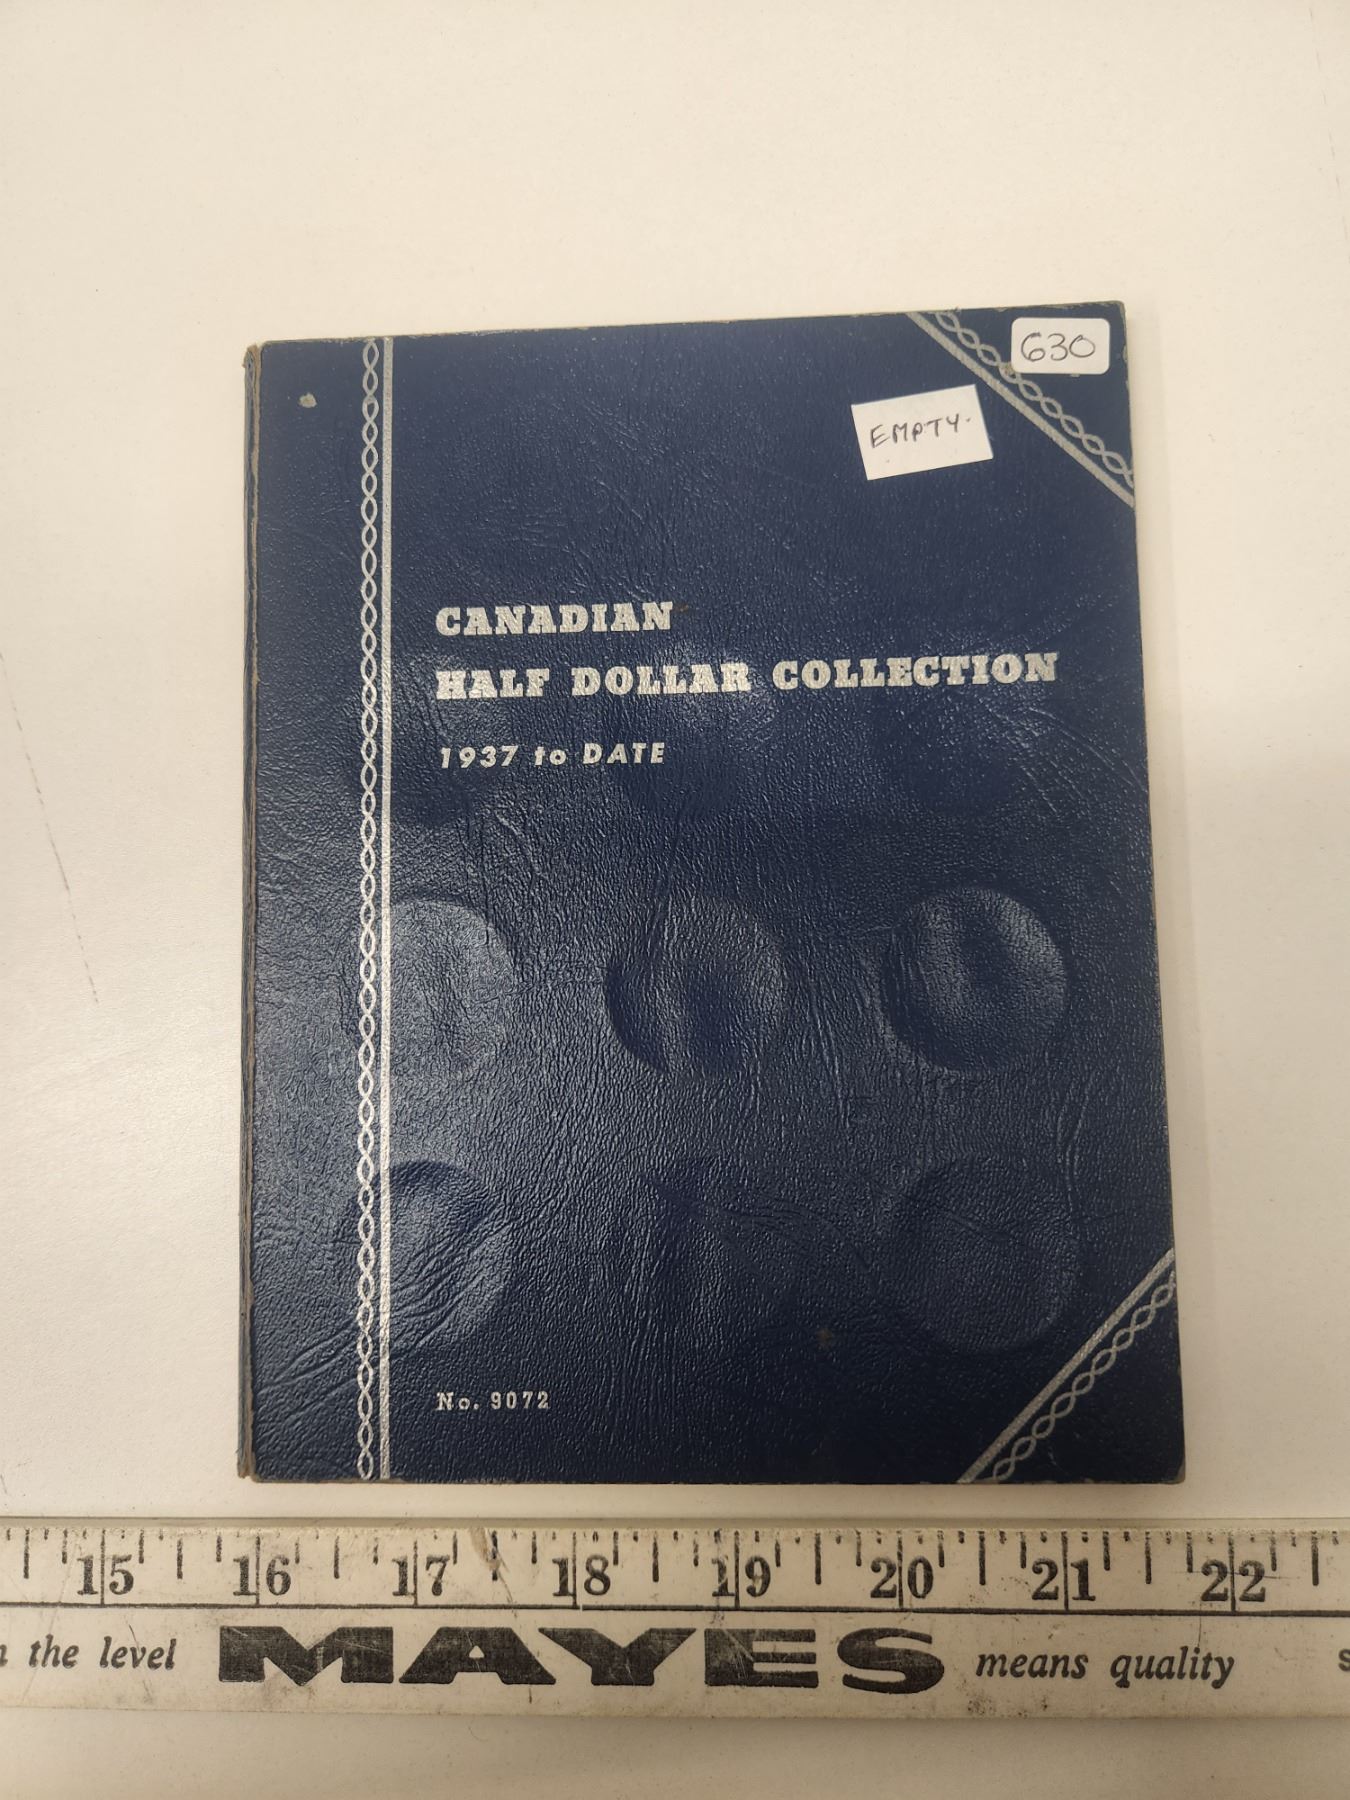 630
EMPTY.
CANADIAN
HALF DOLLAR COLLECTION
1937 to DATE
No. 9072
15 16 17 18 19 20 21 22
the level MAYES means quality